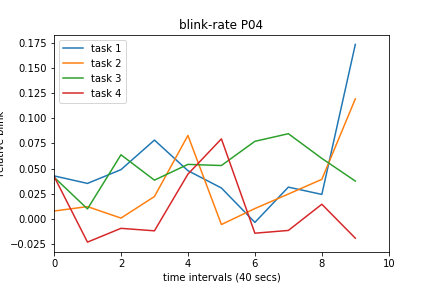 blink-rate P04
0.175
0.150
0.125
0.100
0.075
0.050
0.025
0.000
−0.025
relative blink
task 1
task 2
task 3
task 4
0 2 4 6 8 10
time intervals (40 secs)